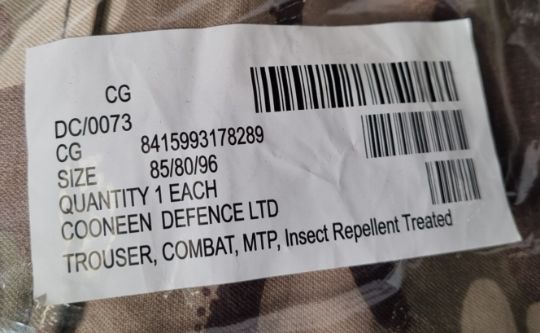 CG
DC/0073
CG 8415993178289
SIZE 85/80/96
QUANTITY 1 EACH
COONEEN DEFENCE LTD
TROUSER, COMBAT, MTP, Insect Repellent Treated